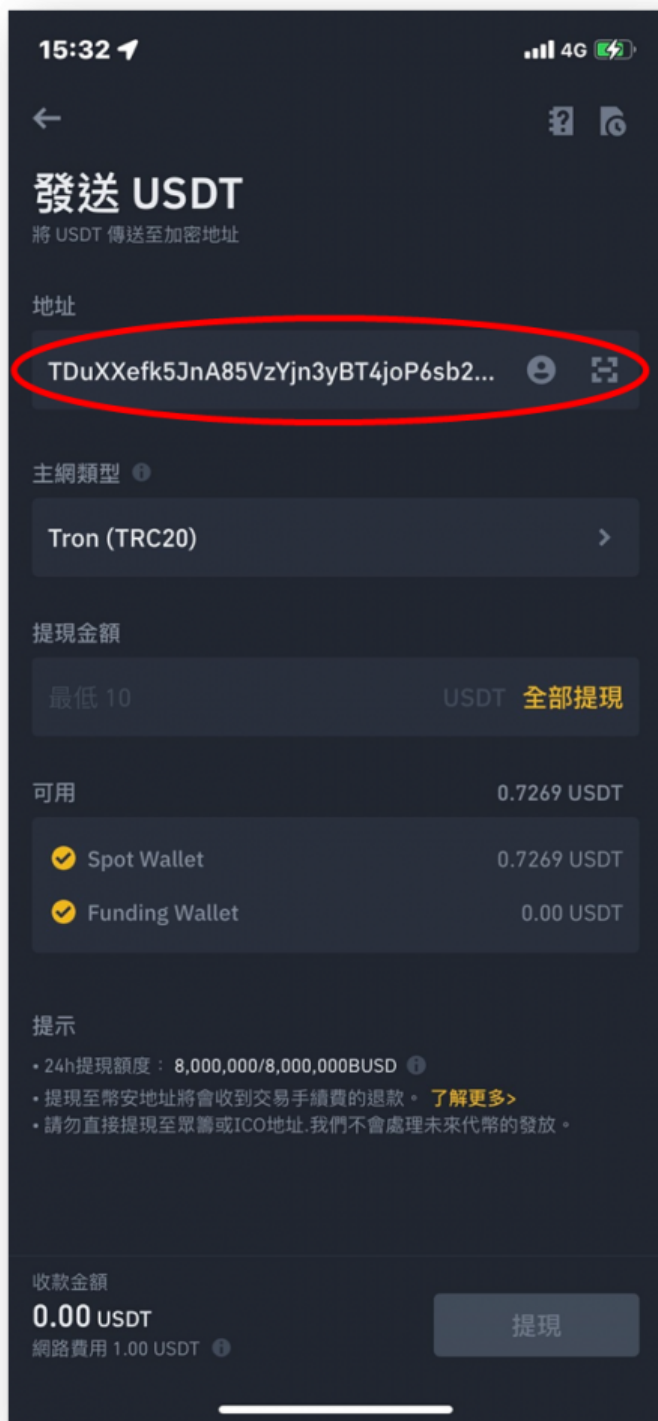 15:32
4G
發送 USDT
將 USDT 傳送至加密地址
地址
TDuXXefk5JnA85VzYjn3yBT4joP6sb2...
主網類型
Tron (TRC20)
提現金額
最低 10 USDT 全部提現
可用 0.7269 USDT
Spot Wallet 0.7269 USDT
Funding Wallet 0.00 USDT
提示
• 24h提現額度： 8,000,000/8,000,000BUSD
• 提現至幣安地址將會收到交易手續費的退款。 了解更多>
• 請勿直接提現至眾籌或ICO地址.我們不會處理未來代幣的發放。
收款金額
0.00 USDT
網路費用 1.00 USDT
提現